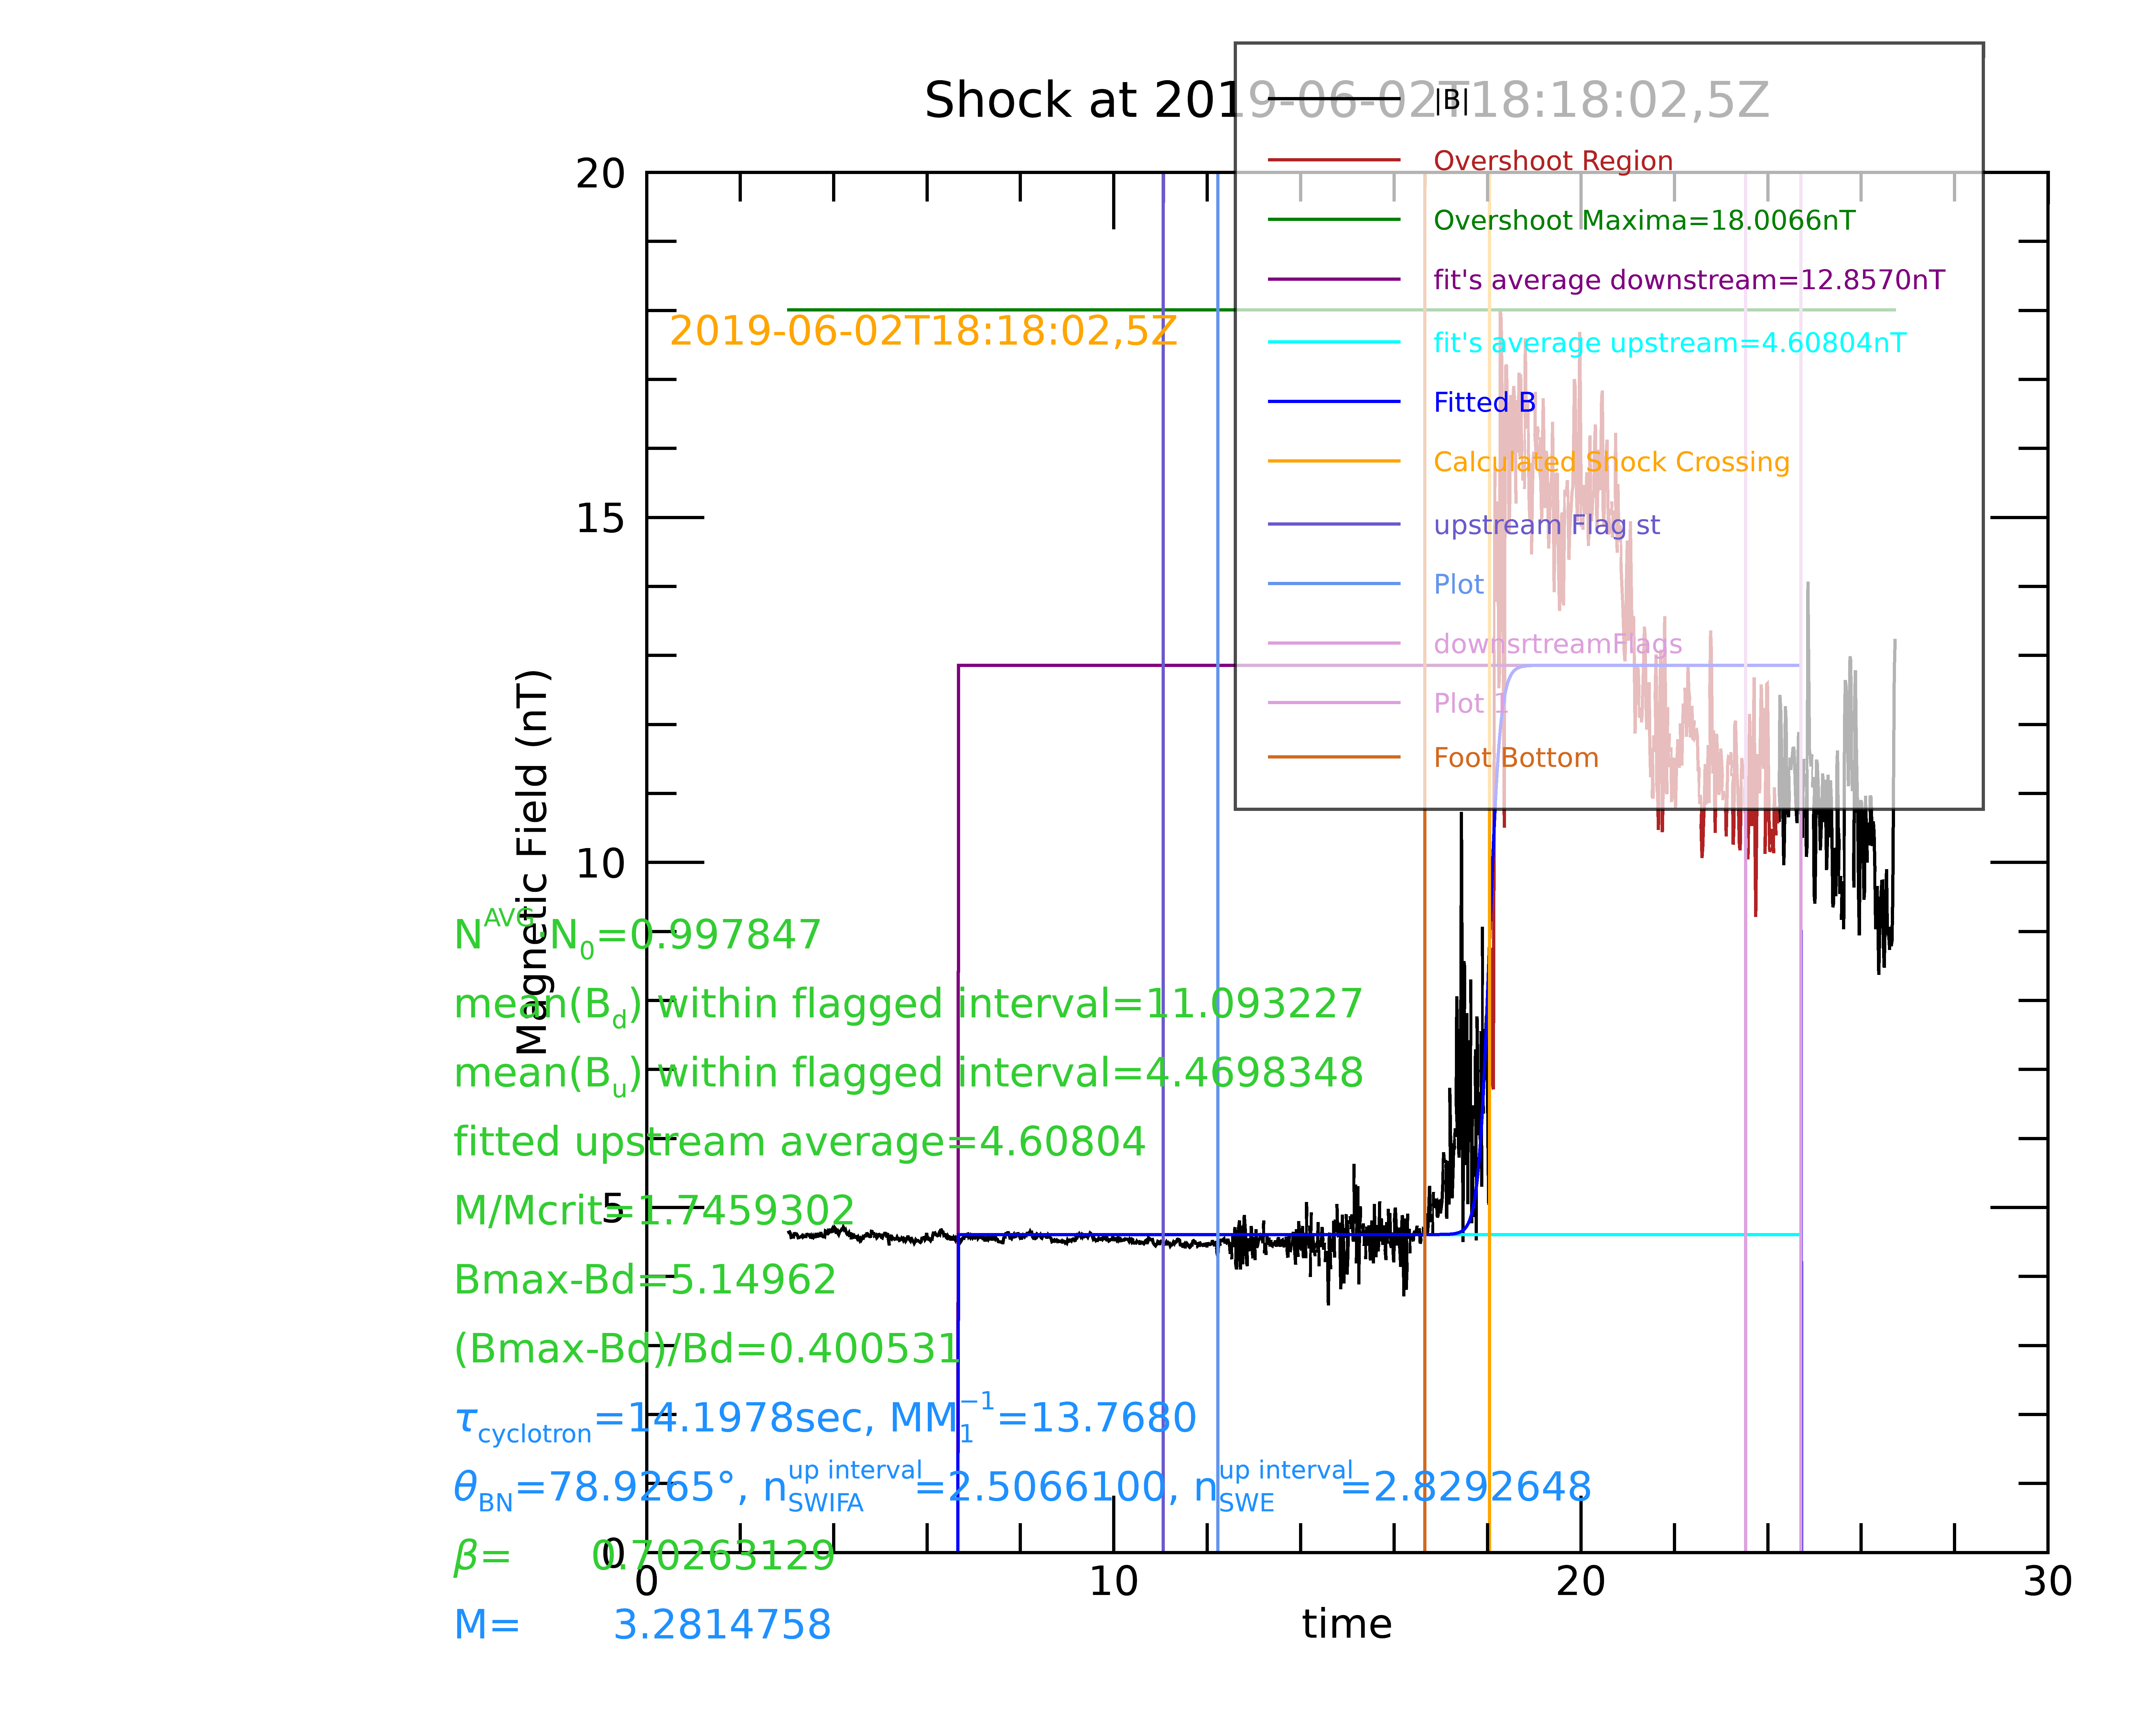 Shock at 2019-06-02T18:18:02,5Z
|B|
Overshoot Region
Overshoot Maxima=18.0066nT
fit's average downstream=12.8570nT
fit's average upstream=4.60804nT
Fitted B
Calculated Shock Crossing
upstream Flag st
Plot
downsrtreamFlags
Plot 1
Foot Bottom
20
15
10
5
0
Magnetic Field (nT)
2019-06-02T18:18:02,5Z
N^AVG·N_0=0.997847
mean(B_d) within flagged interval=11.093227
mean(B_u) within flagged interval=4.4698348
fitted upstream average=4.60804
M/Mcrit=1.7459302
Bmax-Bd=5.14962
(Bmax-Bd)/Bd=0.400531
τ_cyclotron=14.1978sec, MM_1^−1=13.7680
θ_BN=78.9265°, n_SWIFA^up interval=2.5066100, n_SWE^up interval=2.8292648
β= 0.70263129
M= 3.2814758
0 10 20 30
time